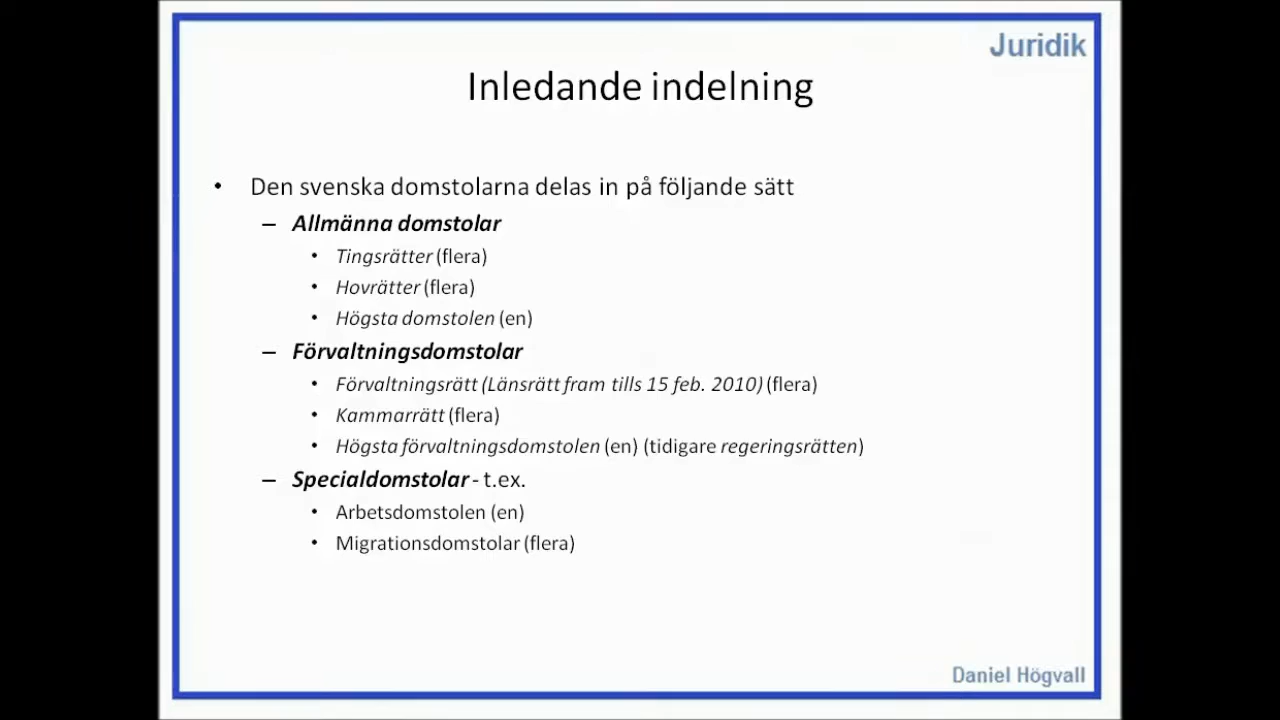 Juridik
Inledande indelning
• Den svenska domstolarna delas in på följande sätt
– Allmänna domstolar
• Tingsrätter (flera)
• Hovrätter (flera)
• Högsta domstolen (en)
– Förvaltningsdomstolar
• Förvaltningsrätt (Länsrätt fram tills 15 feb. 2010) (flera)
• Kammarrätt (flera)
• Högsta förvaltningsdomstolen (en) (tidigare regeringsrätten)
– Specialdomstolar - t.ex.
• Arbetsdomstolen (en)
• Migrationsdomstolar (flera)
Daniel Högvall